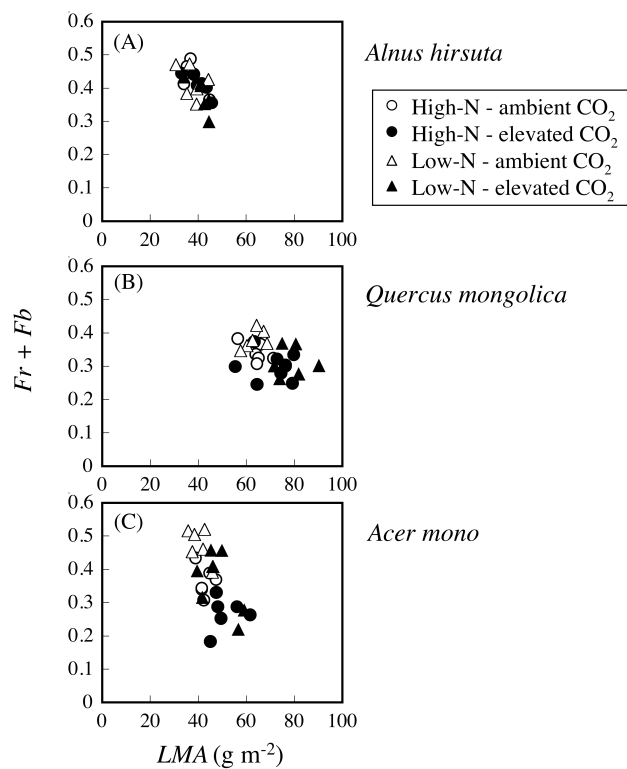 0.6
(A)
0.5
0.4
0.3
0.2
0.1
0
0 20 40 60 80 100
Alnus hirsuta
High-N - ambient CO2
High-N - elevated CO2
Low-N - ambient CO2
Low-N - elevated CO2
0.6
(B)
0.5
0.4
0.3
0.2
0.1
0
0 20 40 60 80 100
Quercus mongolica
Fr + Fb
0.6
(C)
0.5
0.4
0.3
0.2
0.1
0
0 20 40 60 80 100
Acer mono
LMA (g m-2)